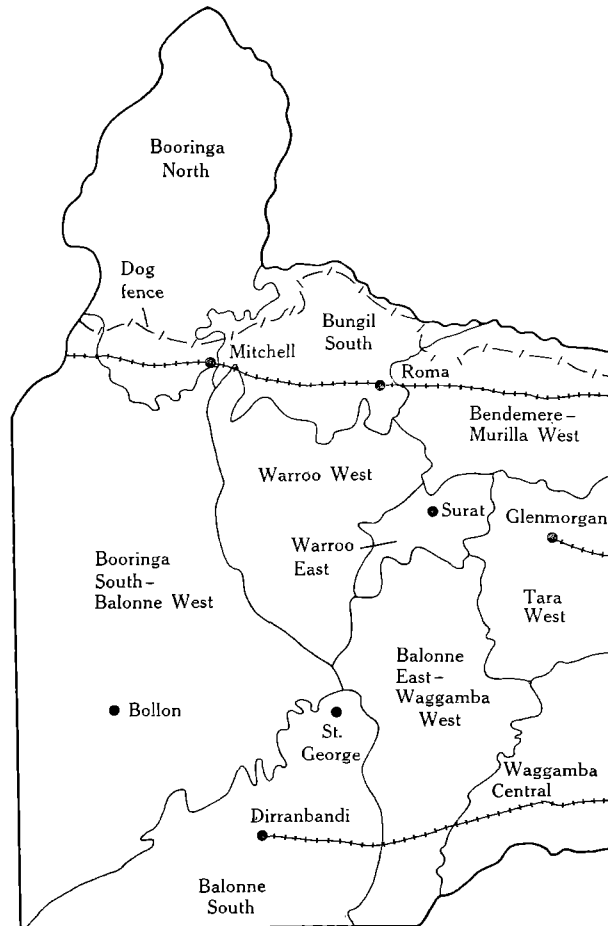 Booringa
North
Dog
fence
Bungil
South
Mitchell
Roma
Bendemere–
Murilla West
Warroo West
Surat
Glenmorgan
Warroo
East
Booringa
South–
Balonne West
Tara
West
Balonne
East–
Waggamba
West
Bollon
St.
George
Waggamba
Central
Dirranbandi
Balonne
South